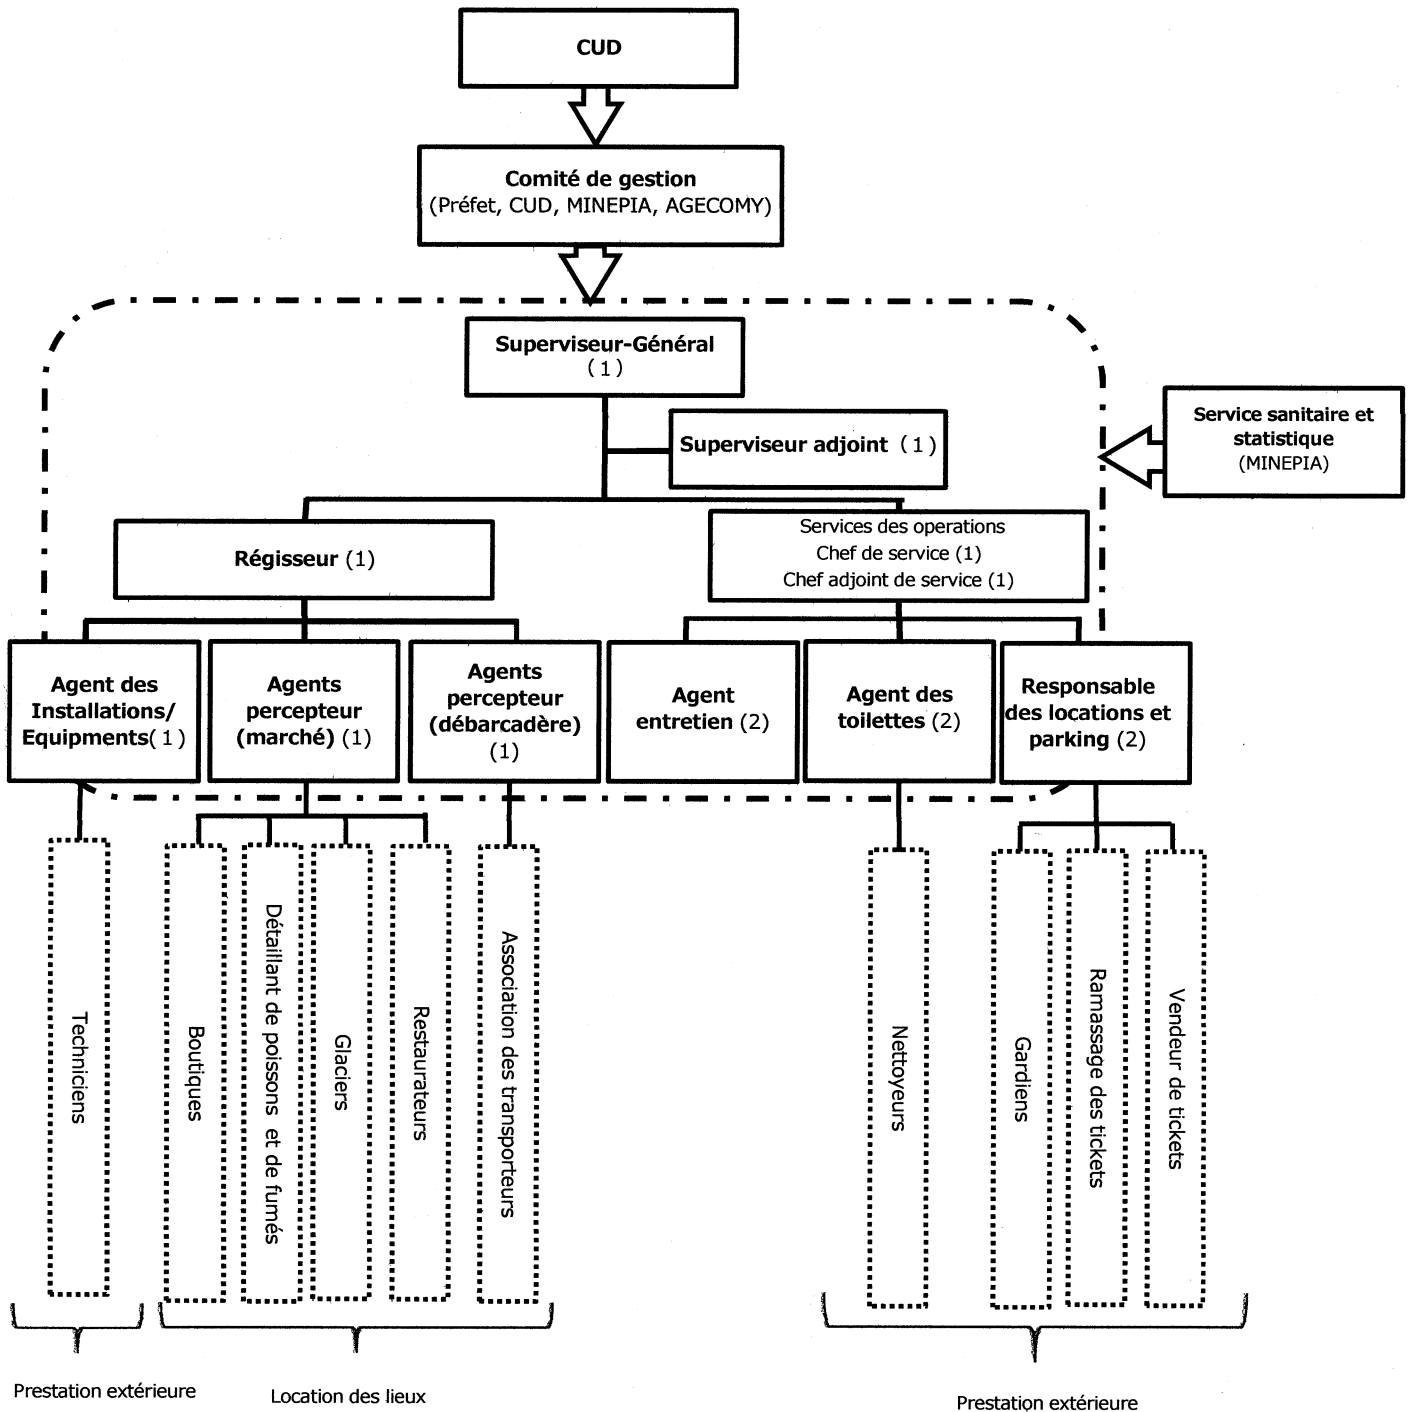 CUD
Comité de gestion
(Préfet, CUD, MINEPIA, AGECOMY)
Superviseur-Général
(1)
Superviseur adjoint (1)
Service sanitaire et
statistique
(MINEPIA)
Régisseur (1)
Services des operations
Chef de service (1)
Chef adjoint de service (1)
Agent des
Installations/
Equipments(1)
Agents
percepteur
(marché) (1)
Agents
percepteur
(débarcadère)
(1)
Agent
entretien (2)
Agent des
toilettes (2)
Responsable
des locations et
parking (2)
Techniciens
Boutiques
Détaillant de poissons et de fumés
Glaciers
Restaurateurs
Association des transporteurs
Nettoyeurs
Gardiens
Ramassage des tickets
Vendeur de tickets
Prestation extérieure
Location des lieux
Prestation extérieure